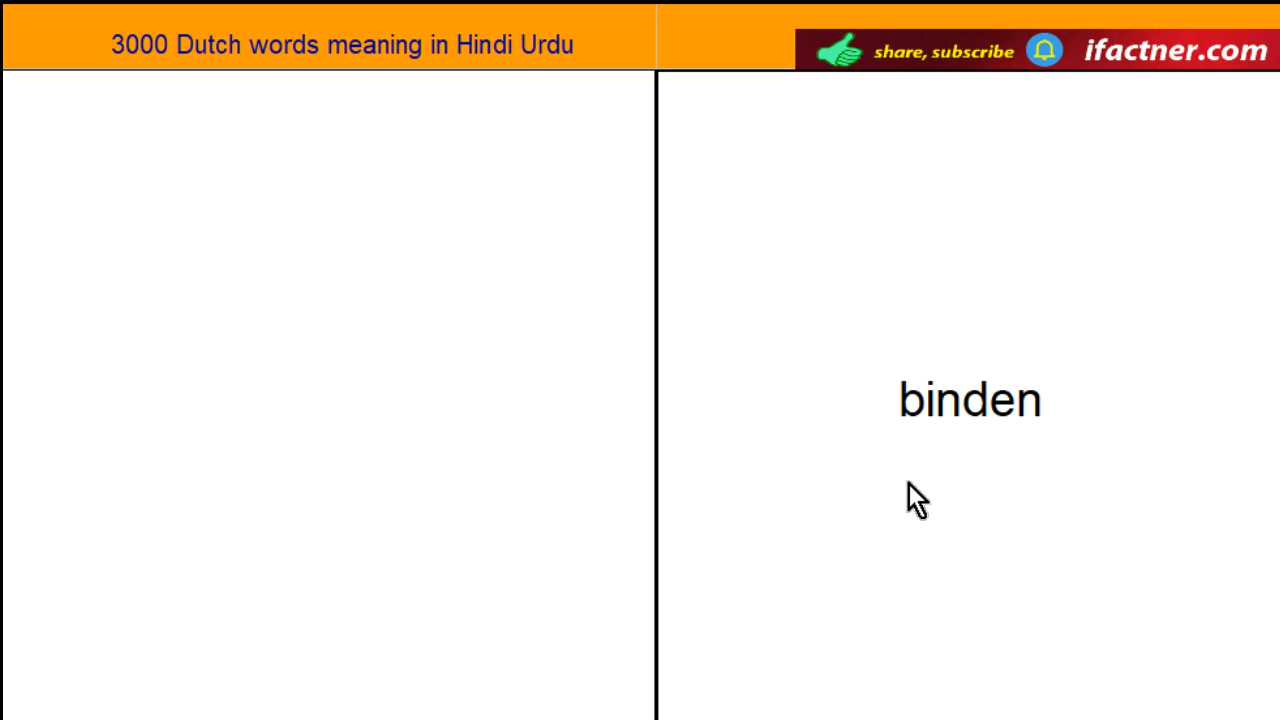 3000 Dutch words meaning in Hindi Urdu
share, subscribe
ifactner.com
binden